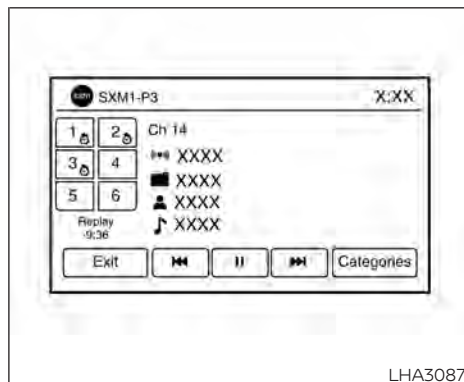 sxm SXM1-P3 X:XX
1 2 Ch 14
XXXX
3 4 XXXX
5 6 XXXX
Replay XXXX
-9:36
Exit Categories
LHA3087